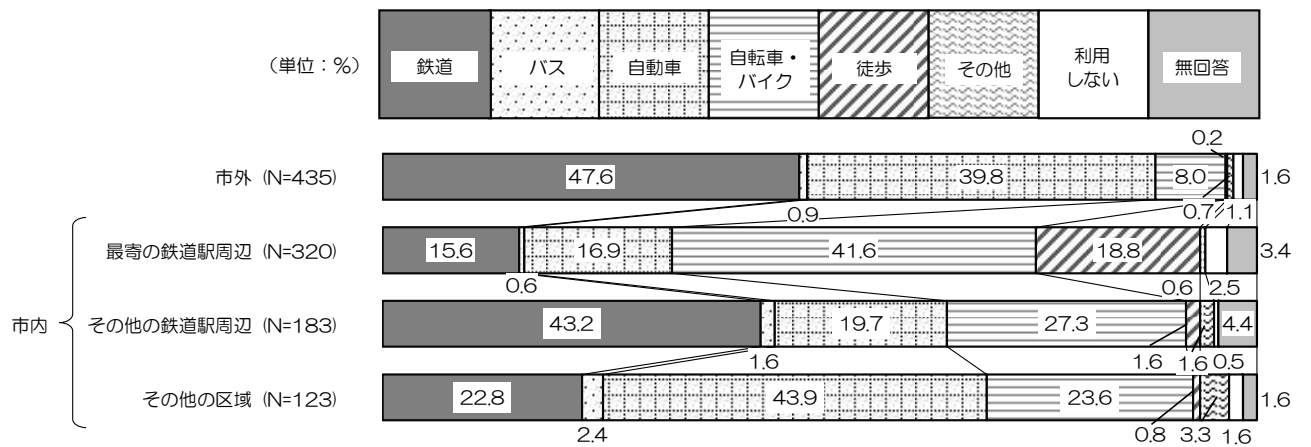 （単位：％）
鉄道
バス
自動車
自転車・
バイク
徒歩
その他
利用
しない
無回答
0.2
市外（N=435）
47.6
39.8
8.0
1.6
0.9
0.7
1.1
最寄の鉄道駅周辺（N=320）
15.6
16.9
41.6
18.8
3.4
0.6
0.6
2.5
市内
その他の鉄道駅周辺（N=183）
43.2
19.7
27.3
4.4
1.6
1.6
1.6
0.5
その他の区域（N=123）
22.8
43.9
23.6
1.6
2.4
0.8
3.3
1.6